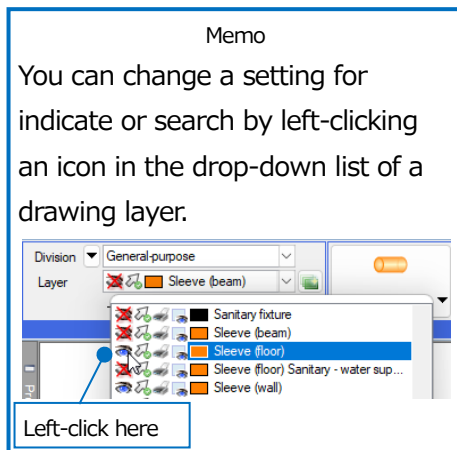 Memo
You can change a setting for
indicate or search by left-clicking
an icon in the drop-down list of a
drawing layer.
Division General-purpose
Layer Sleeve (beam)
Sanitary fixture
Sleeve (beam)
Sleeve (floor)
Sleeve (floor) Sanitary - water sup...
Sleeve (wall)
Left-click here